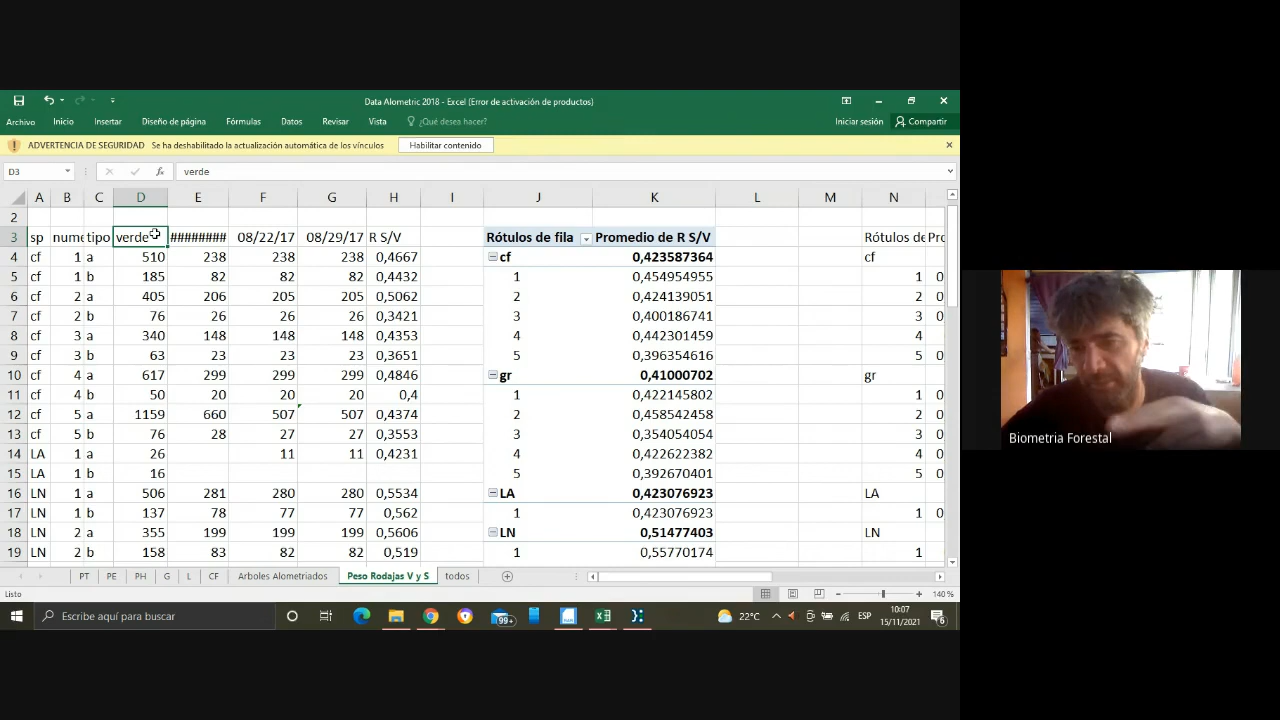 Data Alometric 2018 - Excel (Error de activación de productos)
Archivo Inicio Insertar Diseño de página Fórmulas Datos Revisar Vista ¿Qué desea hacer? Iniciar sesión Compartir
ADVERTENCIA DE SEGURIDAD Se ha deshabilitado la actualización automática de los vínculos Habilitar contenido
D3 fx verde
A B C D E F G H I J K L M N
2
3 sp nume tipo verde ######## 08/22/17 08/29/17 R S/V Rótulos de fila Promedio de R S/V Rótulos de Pro
4 cf 1 a 510 238 238 238 0,4667 cf 0,423587364 cf
5 cf 1 b 185 82 82 82 0,4432 1 0,454954955 1 0
6 cf 2 a 405 206 205 205 0,5062 2 0,424139051 2 0
7 cf 2 b 76 26 26 26 0,3421 3 0,400186741 3 0
8 cf 3 a 340 148 148 148 0,4353 4 0,442301459 4 0
9 cf 3 b 63 23 23 23 0,3651 5 0,396354616 5 0
10 cf 4 a 617 299 299 299 0,4846 gr 0,41000702 gr
11 cf 4 b 50 20 20 20 0,4 1 0,422145802 1 0
12 cf 5 a 1159 660 507 507 0,4374 2 0,458542458 2 0
13 cf 5 b 76 28 27 27 0,3553 3 0,354054054 3 0
14 LA 1 a 26 11 11 0,4231 4 0,422622382 4 0
15 LA 1 b 16 5 0,392670401 5 0
16 LN 1 a 506 281 280 280 0,5534 LA 0,423076923 LA
17 LN 1 b 137 78 77 77 0,562 1 0,423076923 1 0
18 LN 2 a 355 199 199 199 0,5606 LN 0,51477403 LN
19 LN 2 b 158 83 82 82 0,519 1 0,55770174 1 0
PT PE PH G L CF Arboles Alometriados Peso Rodajas V y S todos
Listo 140 %
Escribe aquí para buscar 99+ 22°C ESP 10:07
15/11/2021 6
Biometria Forestal